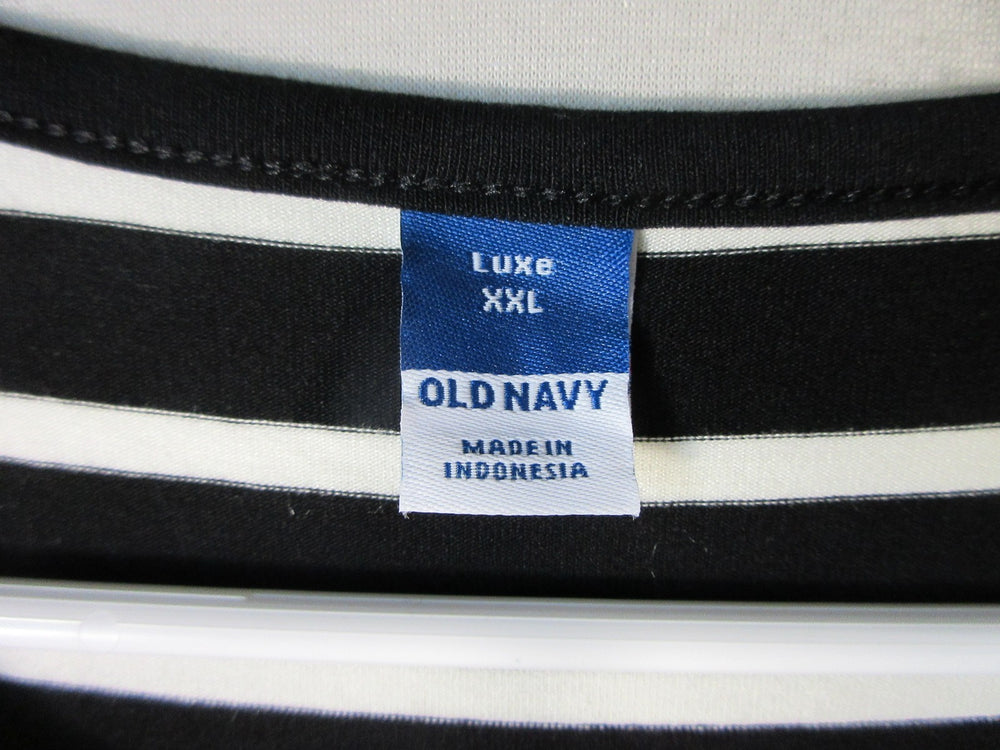 Luxe
XXL
OLD NAVY
MADE IN
INDONESIA